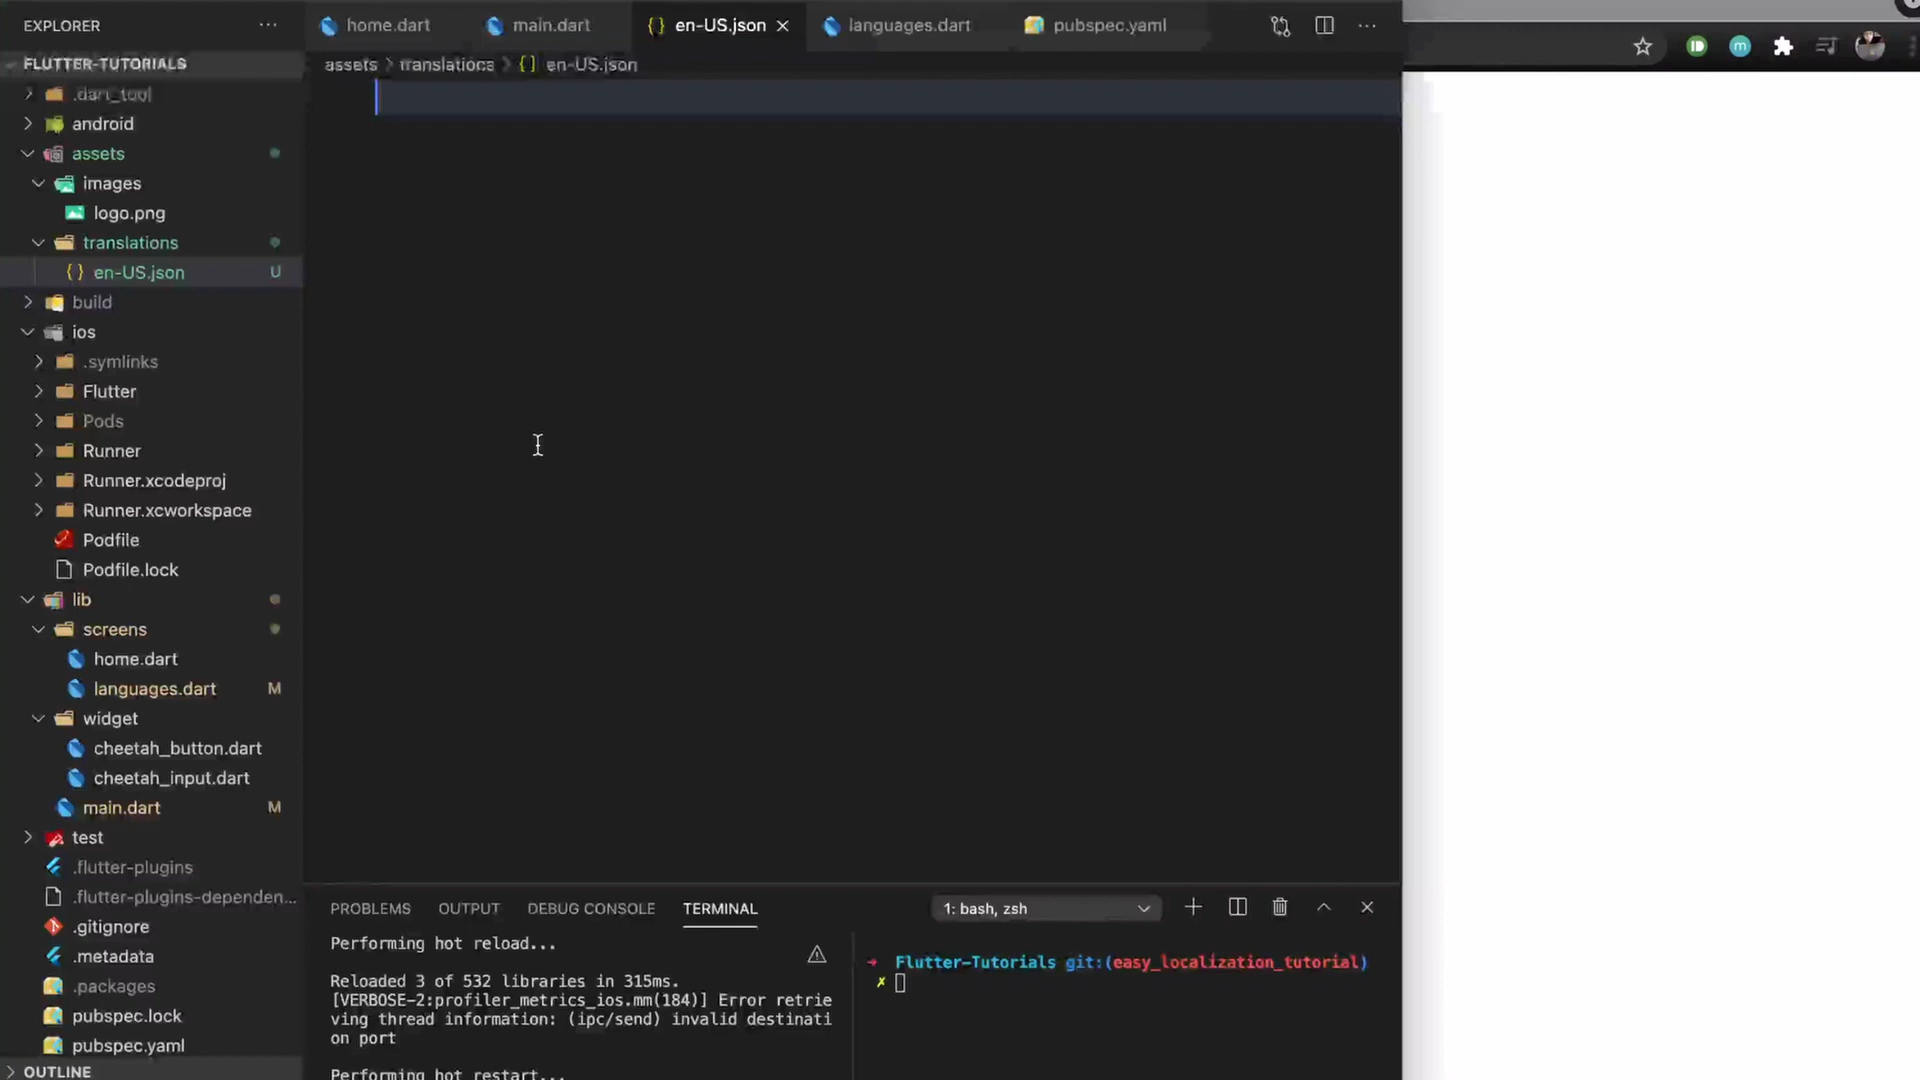 EXPLORER
home.dart
main.dart
{} en-US.json
languages.dart
pubspec.yaml
FLUTTER-TUTORIALS
assets > translations > {} en-US.json
.dart_tool
android
assets
images
logo.png
translations
{} en-US.json U
build
ios
.symlinks
Flutter
Pods
Runner
Runner.xcodeproj
Runner.xcworkspace
Podfile
Podfile.lock
lib
screens
home.dart
languages.dart M
widget
cheetah_button.dart
cheetah_input.dart
main.dart M
test
.flutter-plugins
.flutter-plugins-dependen...
.gitignore
.metadata
.packages
pubspec.lock
pubspec.yaml
OUTLINE
PROBLEMS OUTPUT DEBUG CONSOLE TERMINAL
1: bash, zsh
Performing hot reload...
Reloaded 3 of 532 libraries in 315ms.
[VERBOSE-2:profiler_metrics_ios.mm(184)] Error retrie
ving thread information: (ipc/send) invalid destinati
on port
Performing hot restart...
→ Flutter-Tutorials git:(easy_localization_tutorial)
✗
m